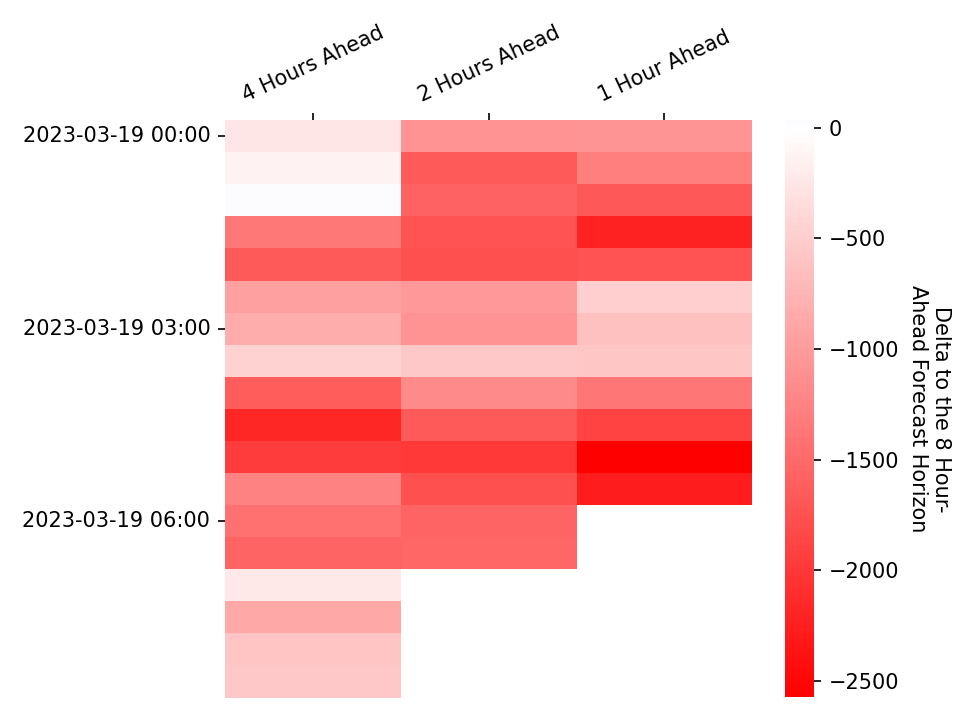 4 Hours Ahead
2 Hours Ahead
1 Hour Ahead
2023-03-19 00:00
2023-03-19 03:00
2023-03-19 06:00
0
−500
−1000
−1500
−2000
−2500
Delta to the 8 Hour-
Ahead Forecast Horizon